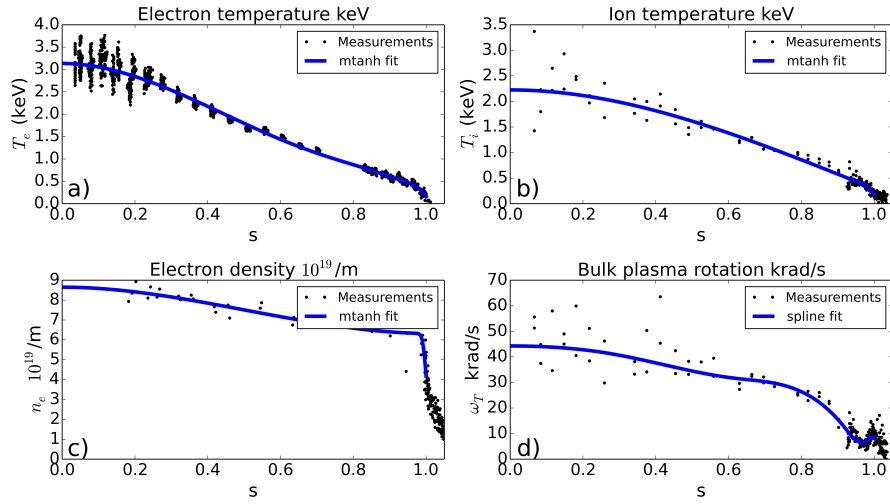 Electron temperature keV
4.0
3.5
3.0
2.5
2.0
1.5
1.0
0.5
0.0
T_e (keV)
Measurements
mtanh fit
a)
0.0 0.2 0.4 0.6 0.8 1.0
s
Ion temperature keV
3.5
3.0
2.5
2.0
1.5
1.0
0.5
0.0
T_i (keV)
Measurements
mtanh fit
b)
0.0 0.2 0.4 0.6 0.8 1.0
s
Electron density 10^19/m
9
8
7
6
5
4
3
2
1
0
n_e 10^19/m
Measurements
mtanh fit
c)
0.0 0.2 0.4 0.6 0.8 1.0
s
Bulk plasma rotation krad/s
70
60
50
40
30
20
10
0
ω_T krad/s
Measurements
spline fit
d)
0.0 0.2 0.4 0.6 0.8 1.0
s